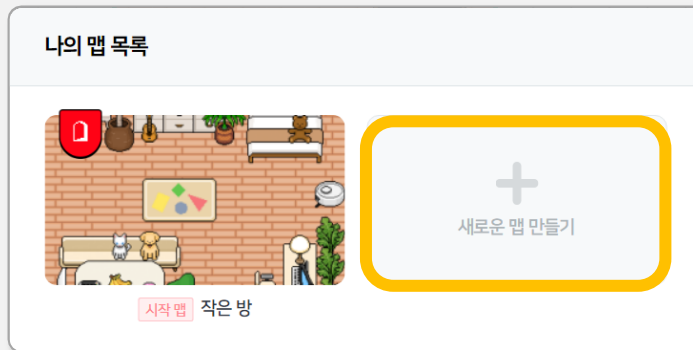 나의 맵 목록
새로운 맵 만들기
시작 맵 작은 방